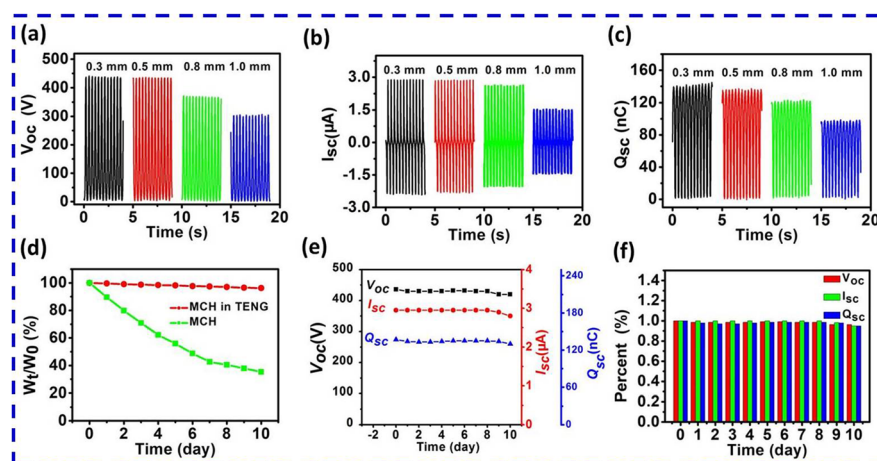 (a)
0.3 mm 0.5 mm 0.8 mm 1.0 mm
500
400
300
200
100
0
Voc (V)
0 5 10 15 20
Time (s)
(b)
0.3 mm 0.5 mm 0.8 mm 1.0 mm
3.0
1.5
0.0
-1.5
-3.0
Isc(μA)
0 5 10 15 20
Time (s)
(c)
0.3 mm 0.5 mm 0.8 mm 1.0 mm
160
120
80
40
0
Qsc (nC)
0 5 10 15 20
Time (s)
(d)
100
80
60
40
20
0
Wt/W0 (%)
MCH in TENG
MCH
0 2 4 6 8 10
Time (day)
(e)
500
400
300
200
100
0
Voc(V)
Voc
Isc
Qsc
4
3
2
1
0
Isc(μA)
240
180
120
60
0
Qsc(nC)
-2 0 2 4 6 8 10
Time (day)
(f)
1.4
1.2
1.0
0.8
0.6
0.4
0.2
0.0
Percent (%)
Voc
Isc
Qsc
0 1 2 3 4 5 6 7 8 9 10
Time (day)